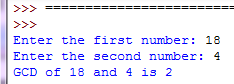 >>> ========================
>>>
Enter the first number: 18
Enter the second number: 4
GCD of 18 and 4 is 2